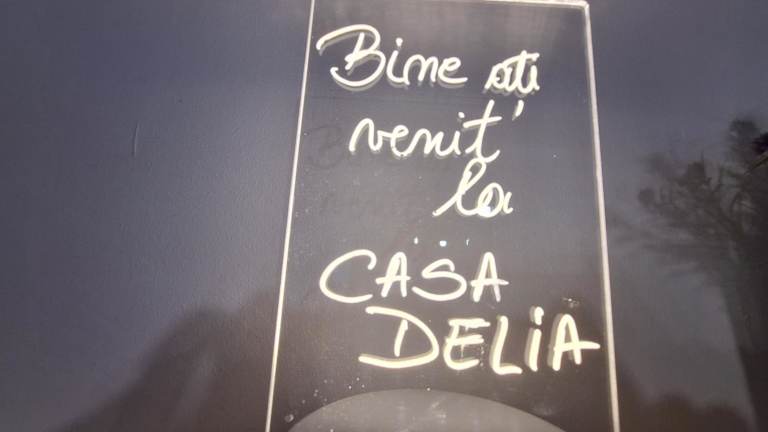 Bine ati
venit'
la
CASA
DELIA